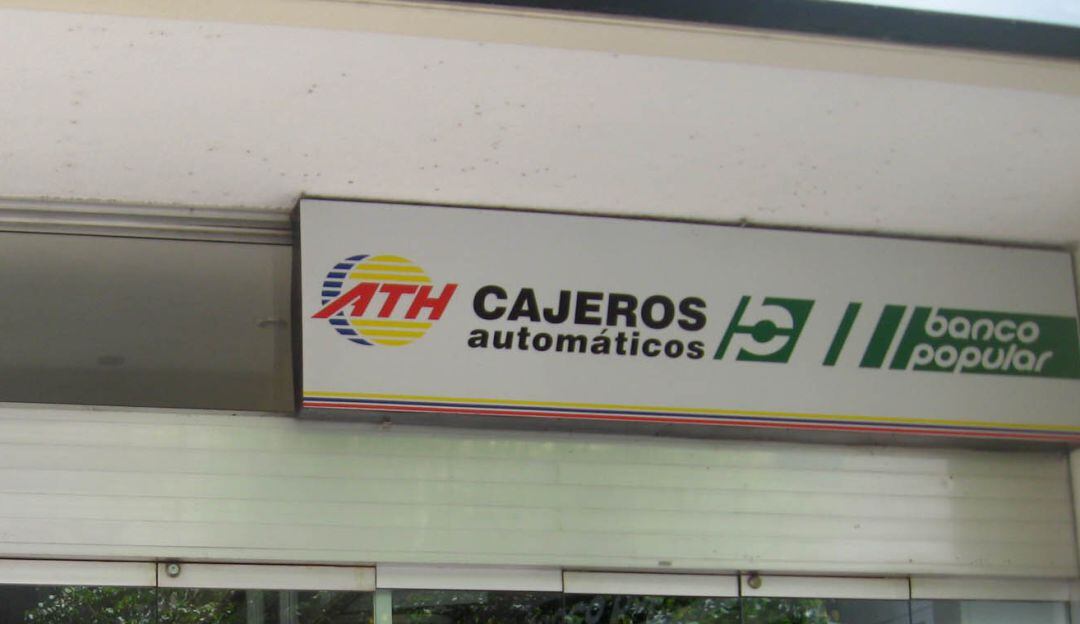 ATH
CAJEROS
automáticos
banco
popular